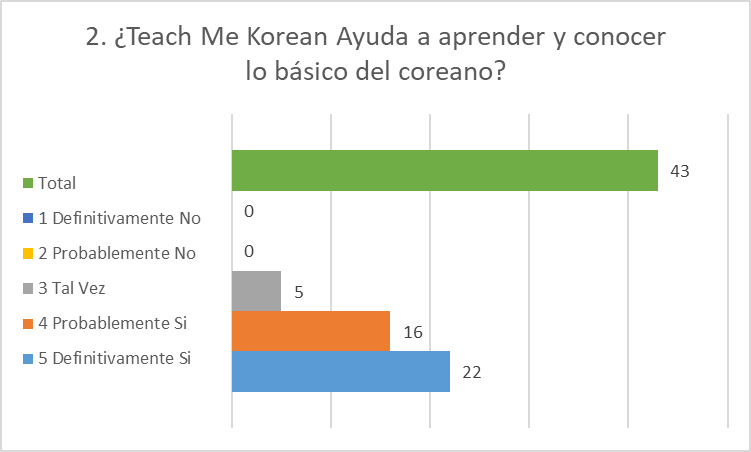 2. ¿Teach Me Korean Ayuda a aprender y conocer
lo básico del coreano?
Total
1 Definitivamente No
2 Probablemente No
3 Tal Vez
4 Probablemente Si
5 Definitivamente Si
43
0
0
5
16
22